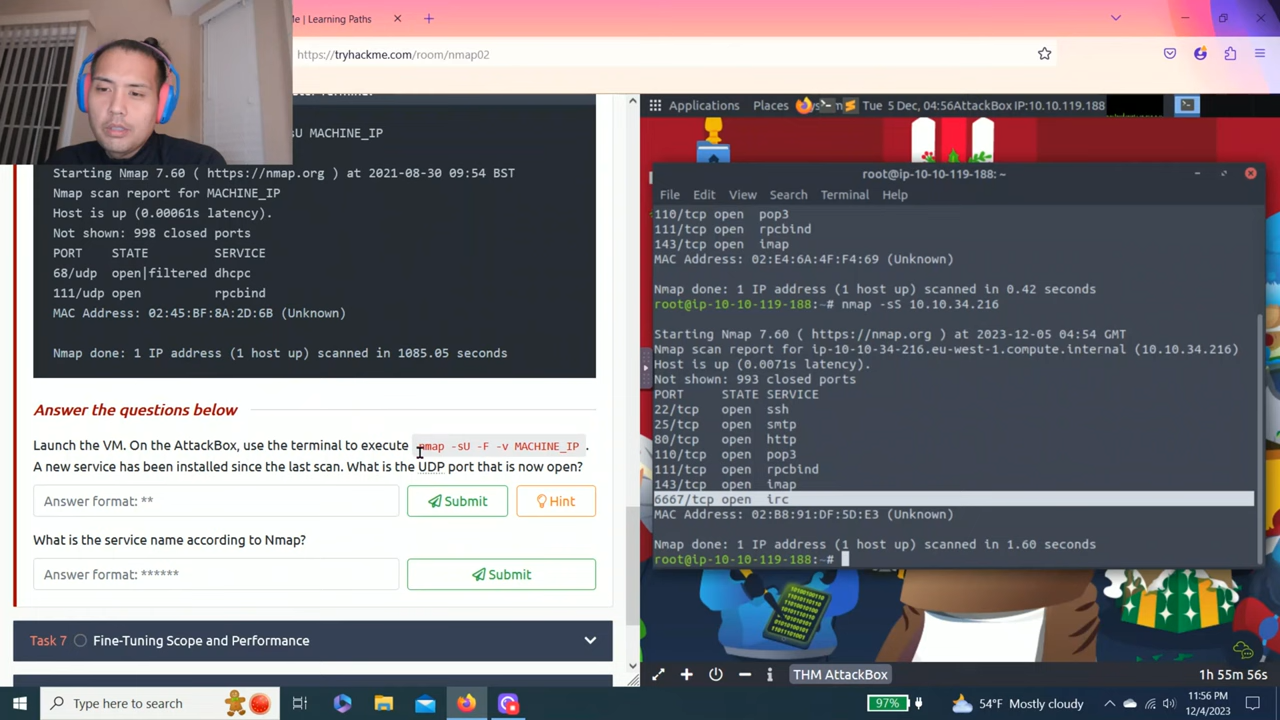 Me | Learning Paths
https://tryhackme.com/room/nmap02
sU MACHINE_IP
Starting Nmap 7.60 ( https://nmap.org ) at 2021-08-30 09:54 BST
Nmap scan report for MACHINE_IP
Host is up (0.00061s latency).
Not shown: 998 closed ports
PORT STATE SERVICE
68/udp open|filtered dhcpc
111/udp open rpcbind
MAC Address: 02:45:BF:8A:2D:6B (Unknown)
Nmap done: 1 IP address (1 host up) scanned in 1085.05 seconds
Answer the questions below
Launch the VM. On the AttackBox, use the terminal to execute nmap -sU -F -v MACHINE_IP .
A new service has been installed since the last scan. What is the UDP port that is now open?
Answer format: **
Submit
Hint
What is the service name according to Nmap?
Answer format: ******
Submit
Task 7
Fine-Tuning Scope and Performance
Applications Places
Tue 5 Dec, 04:56
AttackBox IP:10.10.119.188
root@ip-10-10-119-188: ~
File Edit View Search Terminal Help
110/tcp open pop3
111/tcp open rpcbind
143/tcp open imap
MAC Address: 02:E4:6A:4F:F4:69 (Unknown)
Nmap done: 1 IP address (1 host up) scanned in 0.42 seconds
root@ip-10-10-119-188:~# nmap -sS 10.10.34.216
Starting Nmap 7.60 ( https://nmap.org ) at 2023-12-05 04:54 GMT
Nmap scan report for ip-10-10-34-216.eu-west-1.compute.internal (10.10.34.216)
Host is up (0.0071s latency).
Not shown: 993 closed ports
PORT STATE SERVICE
22/tcp open ssh
25/tcp open smtp
80/tcp open http
110/tcp open pop3
111/tcp open rpcbind
143/tcp open imap
6667/tcp open irc
MAC Address: 02:B8:91:DF:5D:E3 (Unknown)
Nmap done: 1 IP address (1 host up) scanned in 1.60 seconds
root@ip-10-10-119-188:~#
THM AttackBox
1h 55m 56s
Type here to search
97%
54°F Mostly cloudy
11:56 PM
12/4/2023